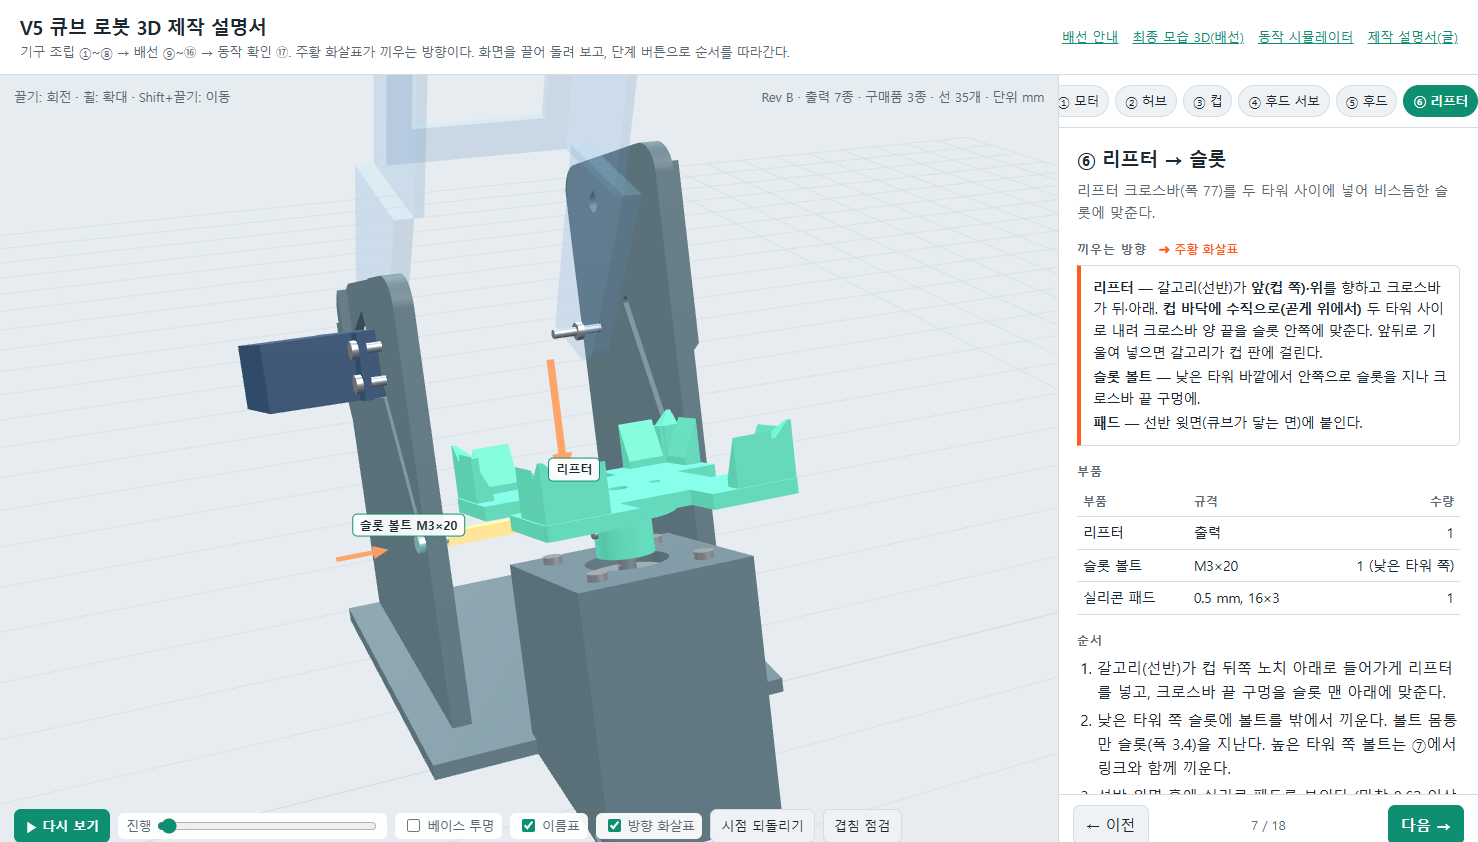 V5 큐브 로봇 3D 제작 설명서
기구 조립 ①~⑧ → 배선 ⑨~⑯ → 동작 확인 ⑰. 주황 화살표가 끼우는 방향이다. 화면을 끌어 돌려 보고, 단계 버튼으로 순서를 따라간다.
배선 안내 최종 모습 3D(배선) 동작 시뮬레이터 제작 설명서(글)
끌기: 회전 · 휠: 확대 · Shift+끌기: 이동
Rev B · 출력 7종 · 구매품 3종 · 선 35개 · 단위 mm
리프터
슬롯 볼트 M3×20
▶ 다시 보기
진행
베이스 투명
이름표
방향 화살표
시점 되돌리기
겹침 점검
① 모터 ② 허브 ③ 컵 ④ 후드 서보 ⑤ 후드 ⑥ 리프터
⑥ 리프터 → 슬롯
리프터 크로스바(폭 77)를 두 타워 사이에 넣어 비스듬한 슬
롯에 맞춘다.
끼우는 방향 → 주황 화살표
리프터 — 갈고리(선반)가 앞(컵 쪽)·위를 향하고 크로스바
가 뒤·아래. 컵 바닥에 수직으로(곧게 위에서) 두 타워 사이
로 내려 크로스바 양 끝을 슬롯 안쪽에 맞춘다. 앞뒤로 기
울여 넣으면 갈고리가 컵 판에 걸린다.
슬롯 볼트 — 낮은 타워 바깥에서 안쪽으로 슬롯을 지나 크
로스바 끝 구멍에.
패드 — 선반 윗면(큐브가 닿는 면)에 붙인다.
부품
부품 규격 수량
리프터 출력 1
슬롯 볼트 M3×20 1 (낮은 타워 쪽)
실리콘 패드 0.5 mm, 16×3 1
순서
1. 갈고리(선반)가 컵 뒤쪽 노치 아래로 들어가게 리프터
를 넣고, 크로스바 끝 구멍을 슬롯 맨 아래에 맞춘다.
2. 낮은 타워 쪽 슬롯에 볼트를 밖에서 끼운다. 볼트 몸통
만 슬롯(폭 3.4)을 지난다. 높은 타워 쪽 볼트는 ⑦에서
링크와 함께 끼운다.
← 이전
7 / 18
다음 →